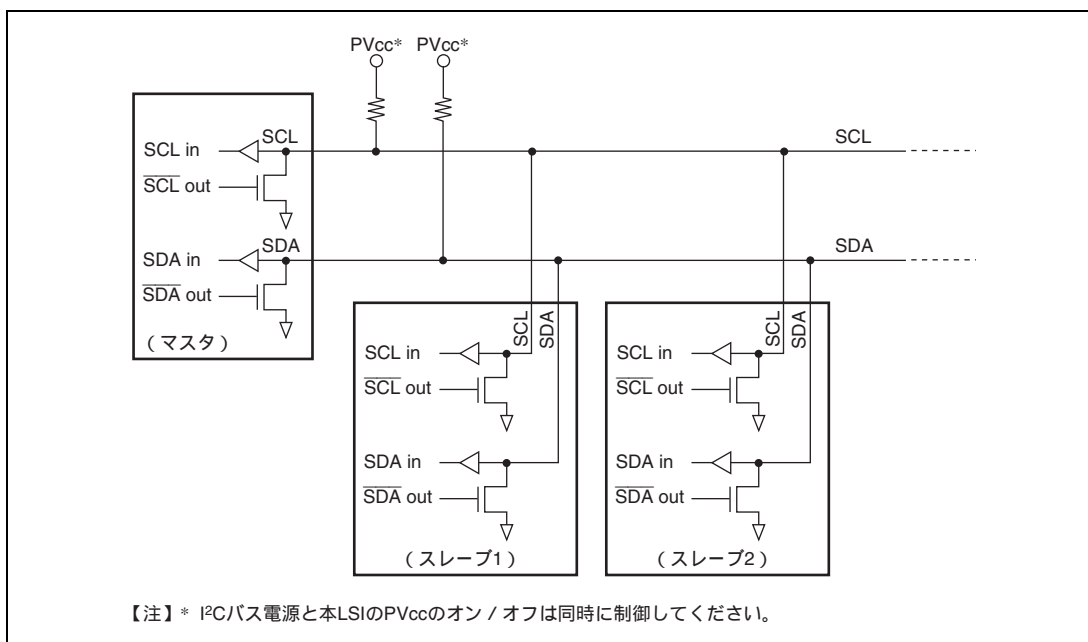 PVcc* PVcc*
SCL
SCL in
SCL out
SDA
SDA in
SDA out
（マスタ）
SCL
SDA
SCL
SDA
SCL in
SCL out
SDA in
SDA out
（スレーブ1）
SCL
SDA
SCL in
SCL out
SDA in
SDA out
（スレーブ2）
【注】* I²Cバス電源と本LSIのPVccのオン / オフは同時に制御してください。